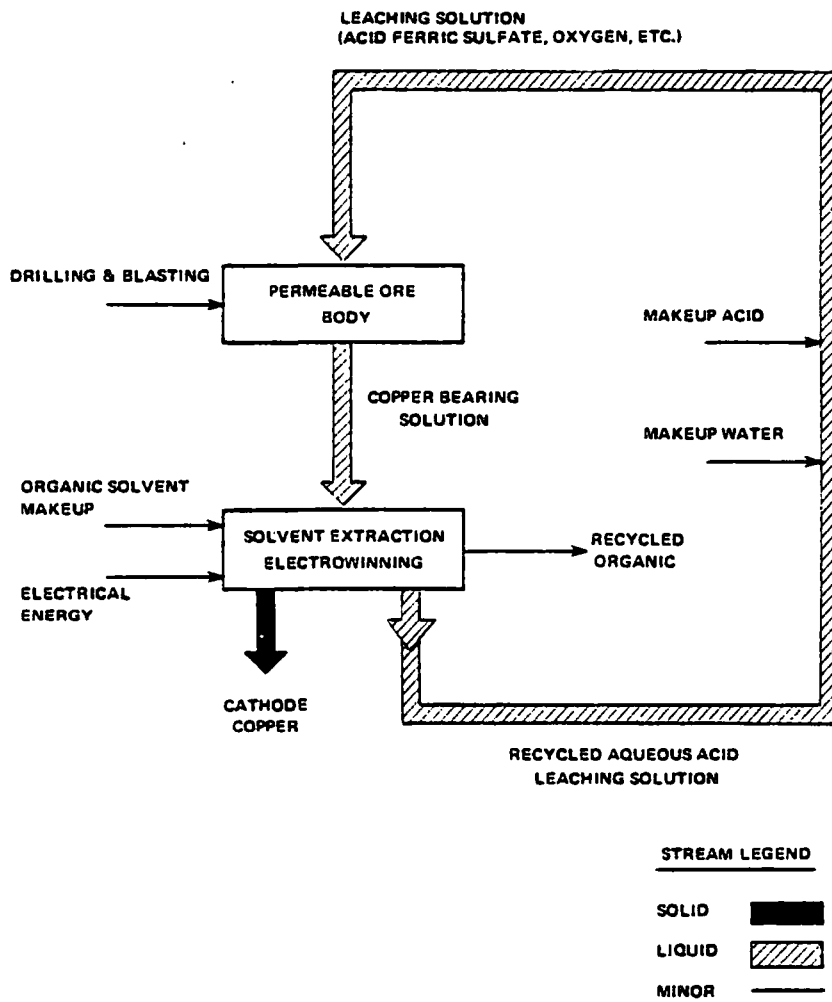 LEACHING SOLUTION
(ACID FERRIC SULFATE, OXYGEN, ETC.)
DRILLING & BLASTING
PERMEABLE ORE
BODY
MAKEUP ACID
COPPER BEARING
SOLUTION
MAKEUP WATER
ORGANIC SOLVENT
MAKEUP
SOLVENT EXTRACTION
ELECTROWINNING
RECYCLED
ORGANIC
ELECTRICAL
ENERGY
CATHODE
COPPER
RECYCLED AQUEOUS ACID
LEACHING SOLUTION
STREAM LEGEND
SOLID
LIQUID
MINOR